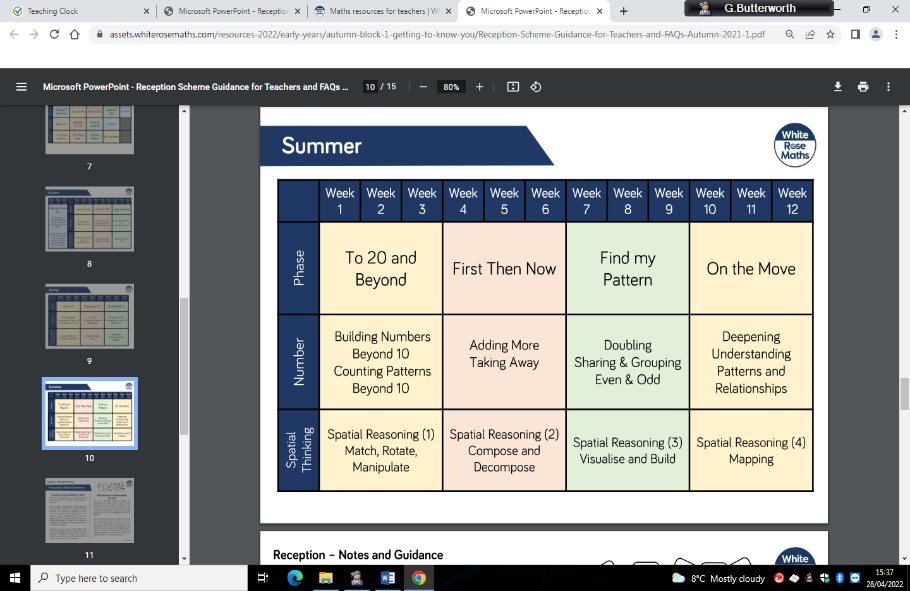 Teaching Clock
Microsoft PowerPoint - Reception
Maths resources for teachers | W
Microsoft PowerPoint - Reception
G.Butterworth
assets.whiterosemaths.com/resources-2022/early-years/autumn-block-1-getting-to-know-you/Reception-Scheme-Guidance-for-Teachers-and-FAQs-Autumn-2021-1.pdf
Microsoft PowerPoint - Reception Scheme Guidance for Teachers and FAQs ...
10 / 15
80%
7
8
9
10
11
Summer
White
Rose
Maths
Week 1
Week 2
Week 3
Week 4
Week 5
Week 6
Week 7
Week 8
Week 9
Week 10
Week 11
Week 12
Phase
To 20 and
Beyond
First Then Now
Find my
Pattern
On the Move
Number
Building Numbers
Beyond 10
Counting Patterns
Beyond 10
Adding More
Taking Away
Doubling
Sharing & Grouping
Even & Odd
Deepening
Understanding
Patterns and
Relationships
Spatial
Thinking
Spatial Reasoning (1)
Match, Rotate,
Manipulate
Spatial Reasoning (2)
Compose and
Decompose
Spatial Reasoning (3)
Visualise and Build
Spatial Reasoning (4)
Mapping
Reception – Notes and Guidance
White
Type here to search
8°C Mostly cloudy
15:37
28/04/2022